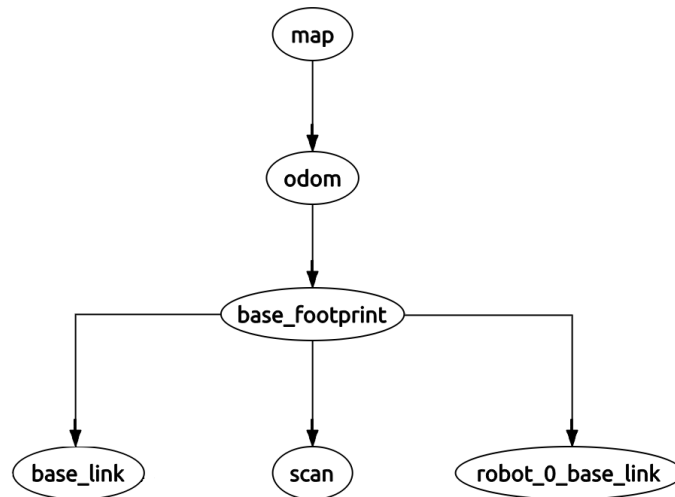 map
odom
base_footprint
base_link
scan
robot_0_base_link